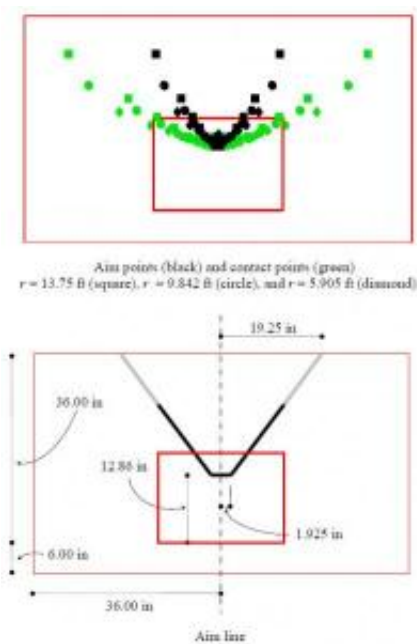 Aim points (black) and contact points (green)
r = 13.75 ft (square), r = 9.842 ft (circle), and r = 5.905 ft (diamond)
19.25 in
36.00 in
12.86 in
1.925 in
6.00 in
36.00 in
Aim line